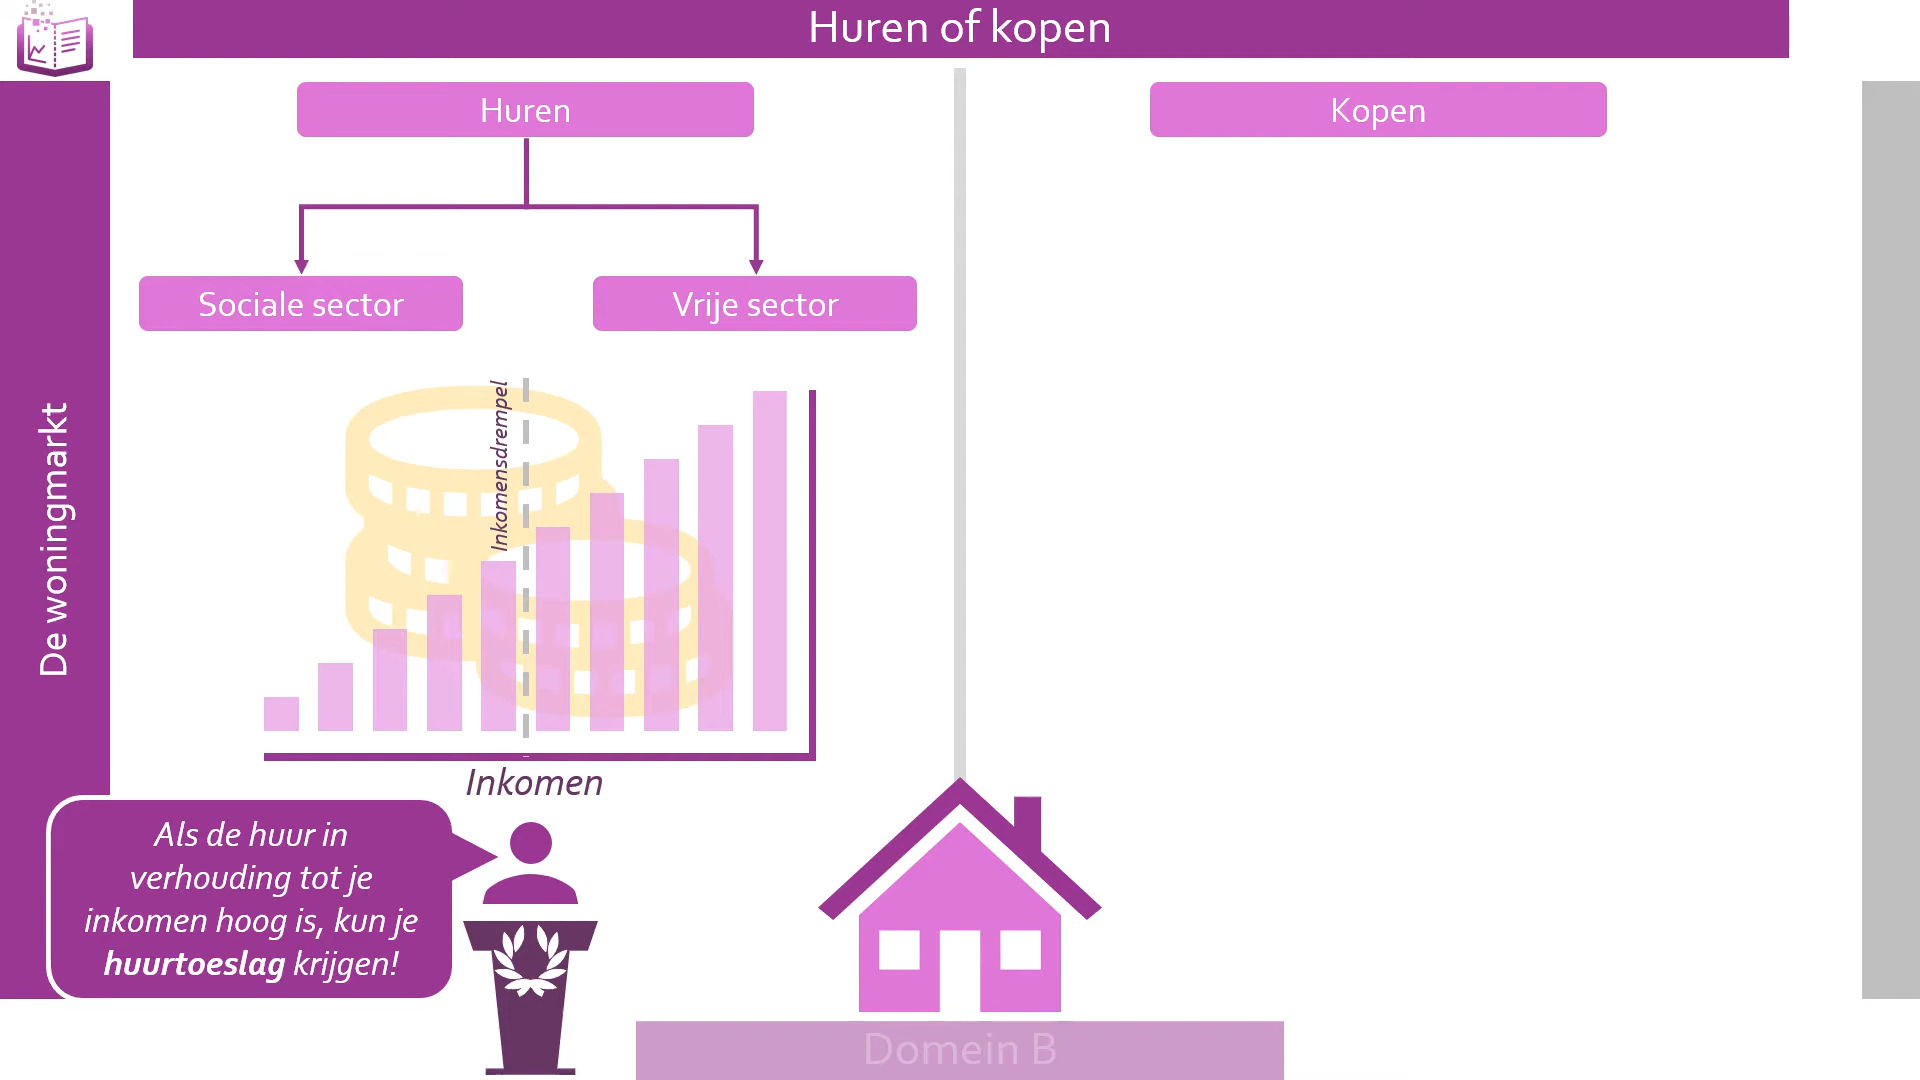 Huren of kopen
Huren
Kopen
Sociale sector
Vrije sector
De woningmarkt
Inkomensdrempel
Inkomen
Als de huur in
verhouding tot je
inkomen hoog is, kun je
huurtoeslag krijgen!
Domein B